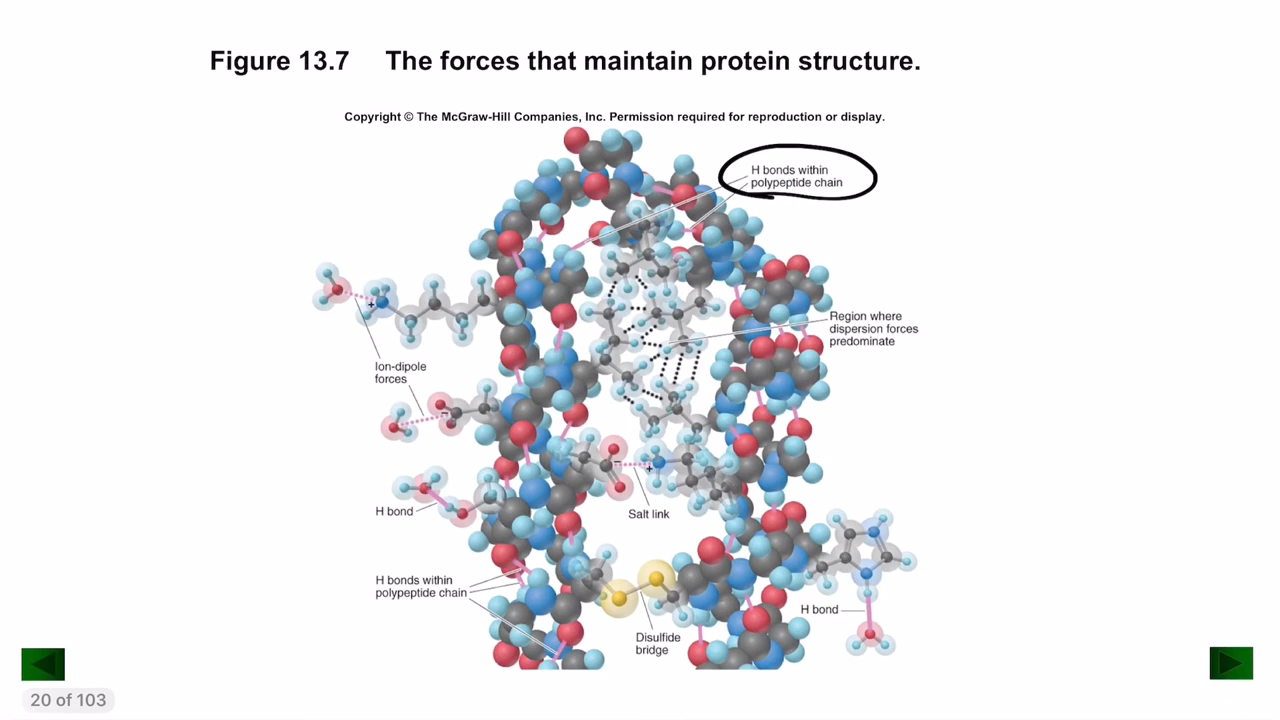 Figure 13.7 The forces that maintain protein structure.
Copyright © The McGraw-Hill Companies, Inc. Permission required for reproduction or display.
H bonds within
polypeptide chain
Region where
dispersion forces
predominate
+
Ion-dipole
forces
–
–
+
Salt link
H bond
H bonds within
polypeptide chain
H bond
Disulfide
bridge
20 of 103